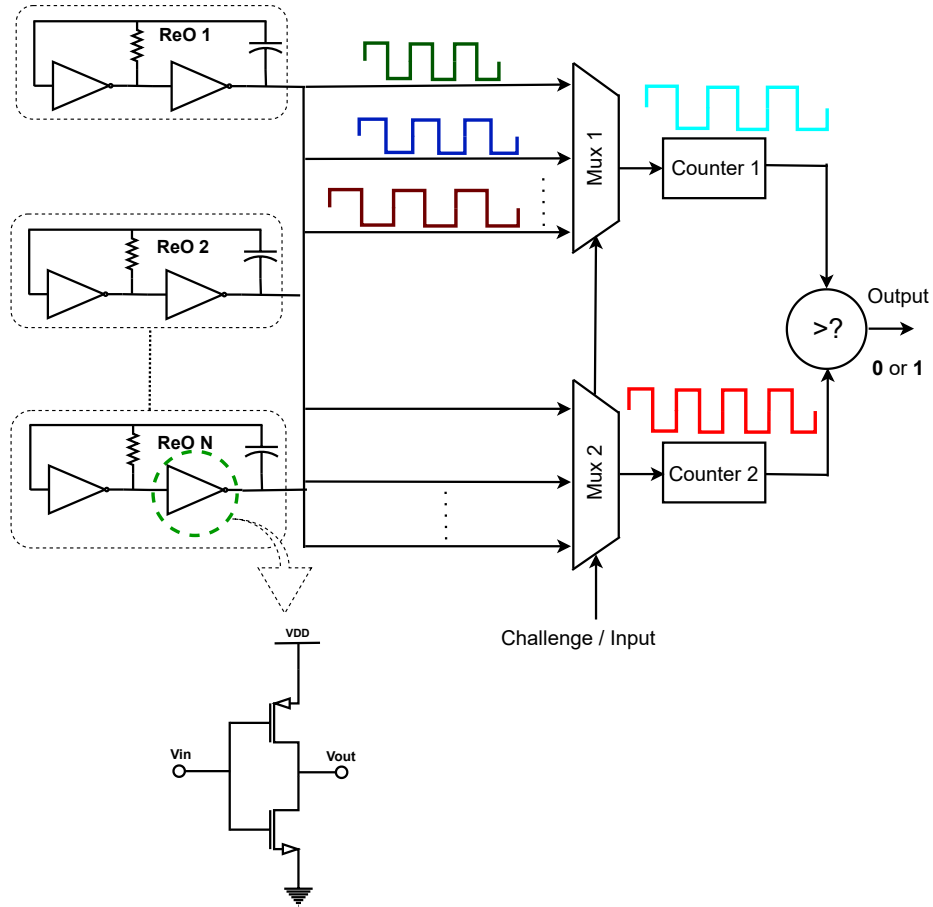 ReO 1
ReO 2
ReO N
Mux 1
Counter 1
>?
Output
0 or 1
Mux 2
Counter 2
Challenge / Input
VDD
Vin
Vout